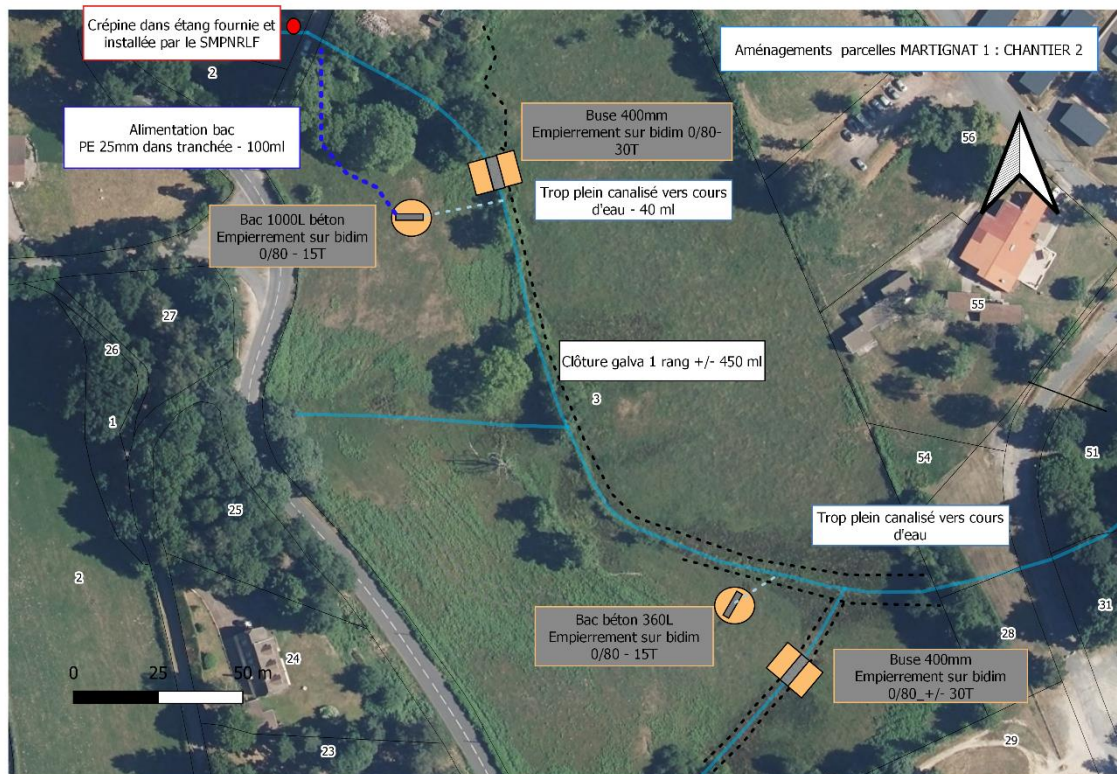 Crépine dans étang fournie et
installée par le SMPNRLF
Aménagements parcelles MARTIGNAT 1 : CHANTIER 2
2
Alimentation bac
PE 25mm dans tranchée - 100ml
Buse 400mm
Empierrement sur bidim 0/80-
30T
56
Trop plein canalisé vers cours
d'eau - 40 ml
Bac 1000L béton
Empierrement sur bidim
0/80 - 15T
55
27
26
Clôture galva 1 rang +/- 450 ml
3
1
54
51
25
Trop plein canalisé vers cours
d'eau
2
Bac béton 360L
Empierrement sur bidim
0/80 - 15T
31
28
24
Buse 400mm
Empierrement sur bidim
0/80_+/- 30T
0 25 50 m
23
29